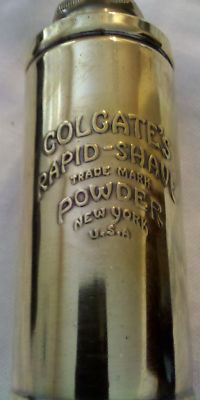 COLGATE'S
RAPID-SHAVE
TRADE MARK
POWDER
NEW YORK
U.S.A